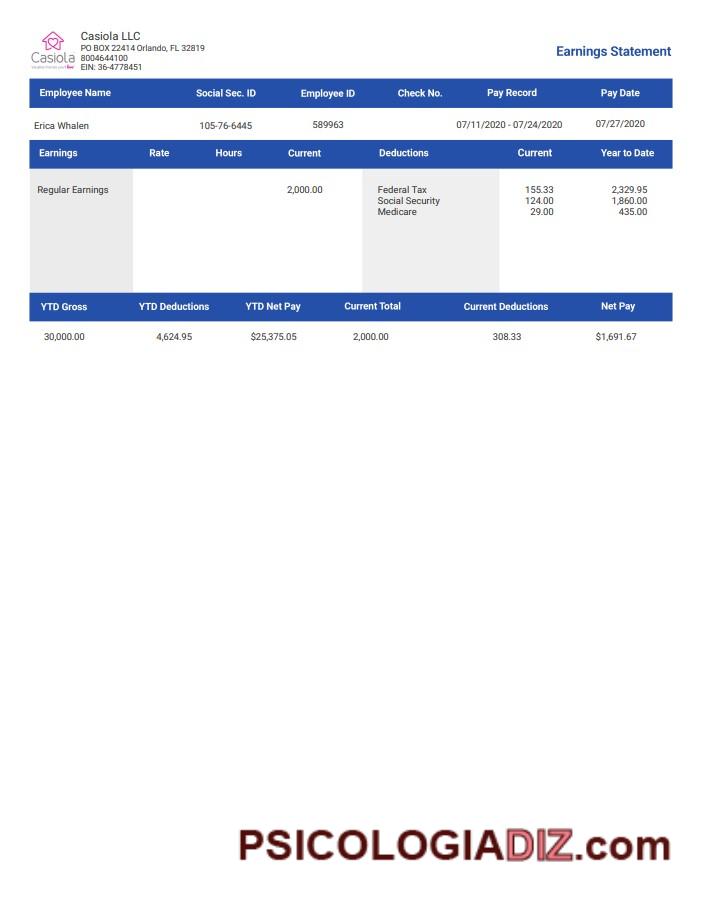 Casiola LLC
PO BOX 22414 Orlando, FL 32819
8004644100
EIN: 36-4778451
Casiola
Earnings Statement
Employee Name Social Sec. ID Employee ID Check No. Pay Record Pay Date
Erica Whalen 105-76-6445 589963 07/11/2020 - 07/24/2020 07/27/2020
Earnings Rate Hours Current Deductions Current Year to Date
Regular Earnings 2,000.00 Federal Tax 155.33 2,329.95
Social Security 124.00 1,860.00
Medicare 29.00 435.00
YTD Gross YTD Deductions YTD Net Pay Current Total Current Deductions Net Pay
30,000.00 4,624.95 $25,375.05 2,000.00 308.33 $1,691.67
PSICOLOGIADIZ.com